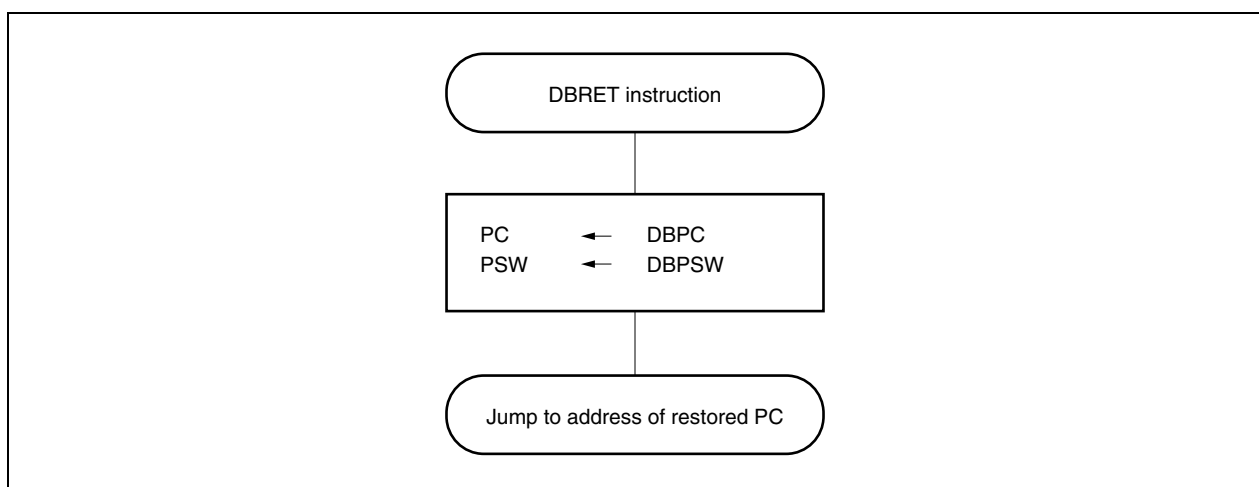 DBRET instruction
PC ← DBPC
PSW ← DBPSW
Jump to address of restored PC